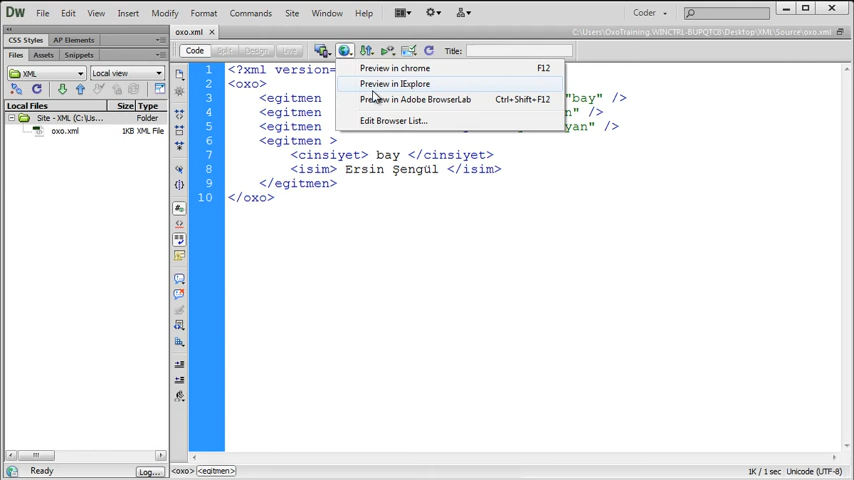 Dw File Edit View Insert Modify Format Commands Site Window Help Coder
oxo.xml × C:\Users\OxoTraining.WINCTRL-BUPQTCB\Desktop\XML\Source\oxo.xml
CSS Styles AP Elements
Code Split Design Live Title:
Files Assets
Preview in chrome F12
Preview in IExplore
Preview in Adobe BrowserLab Ctrl+Shift+F12
Edit Browser List...
XML Local view
Local Files Size Type
Site - XML (C:\Us... Folder
oxo.xml 1KB XML File
1 <?xml version=
2 <oxo>
3 <egitmen "bay" />
4 <egitmen n" />
5 <egitmen yan" />
6 <egitmen >
7 <cinsiyet> bay </cinsiyet>
8 <isim> Ersin Şengül </isim>
9 </egitmen>
10 </oxo>
Ready Log...
<oxo> <egitmen> 1K / 1 sec Unicode (UTF-8)